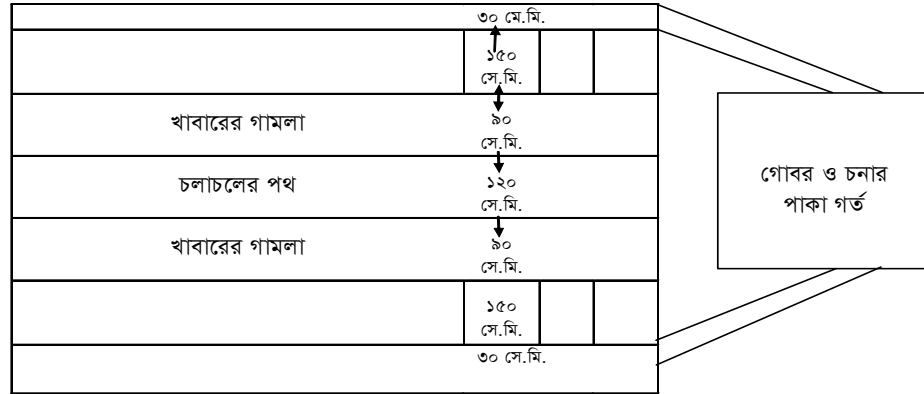 ৩০ মে.মি.
১৫০
সে.মি.
খাবারের গামলা
৯০
সে.মি.
চলাচলের পথ
১২০
সে.মি.
খাবারের গামলা
৯০
সে.মি.
১৫০
সে.মি.
৩০ সে.মি.
গোবর ও চনার
পাকা গর্ত